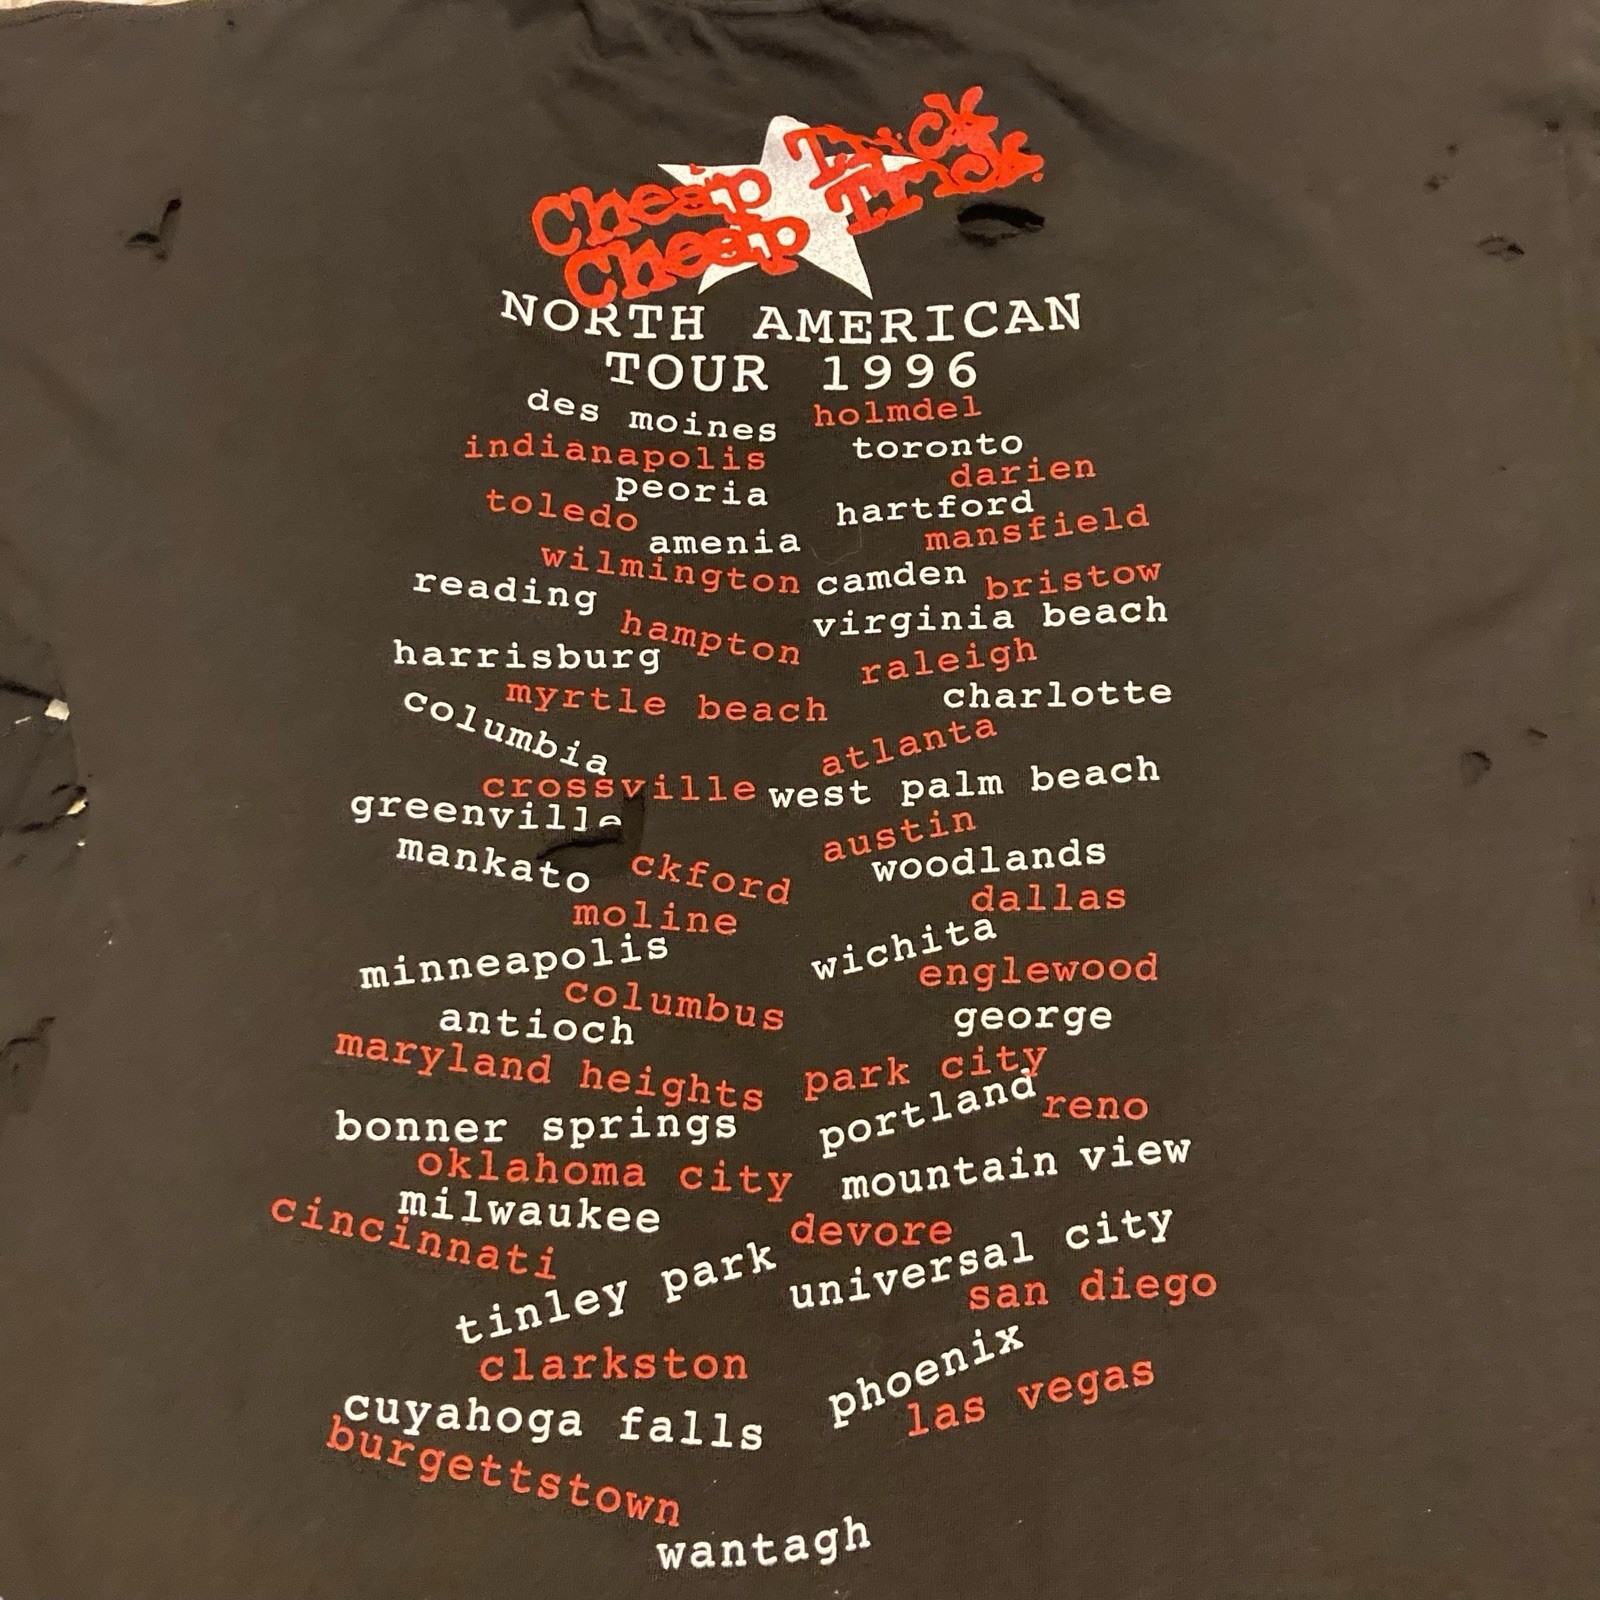 Cheap Trick
Cheap Trick.
NORTH AMERICAN
TOUR 1996
des moines
indianapolis
peoria
toledo
amenia
wilmington
reading
hampton
harrisburg
myrtle beach
columbia
crossville
greenville
ckford
mankato
moline
minneapolis
columbus
antioch
maryland heights
bonner springs
oklahoma city
milwaukee
cincinnati
tinley park
clarkston
cuyahoga falls
burgettstown
holmdel
toronto
darien
hartford
mansfield
camden
bristow
virginia beach
raleigh
charlotte
atlanta
west palm beach
austin
woodlands
dallas
wichita
englewood
george
park city
portland
reno
mountain view
devore
universal city
san diego
phoenix
las vegas
wantagh